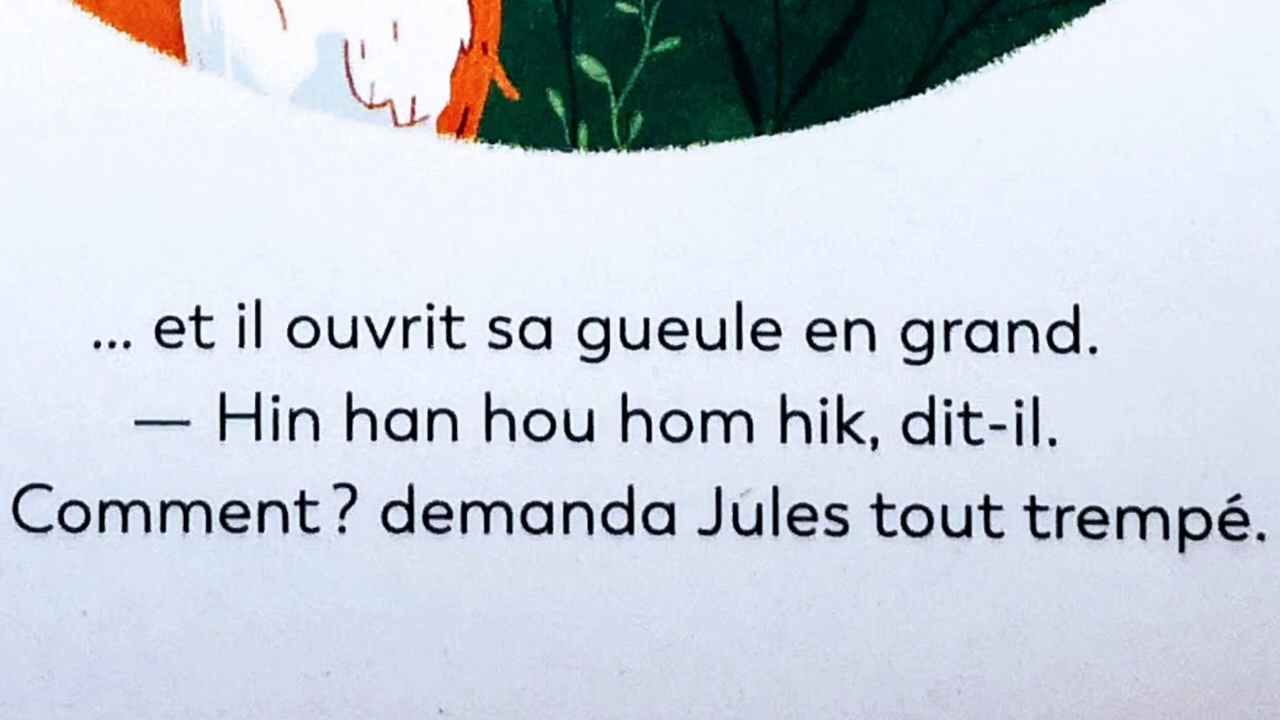 ... et il ouvrit sa gueule en grand.
— Hin han hou hom hik, dit-il.
Comment ? demanda Jules tout trempé.